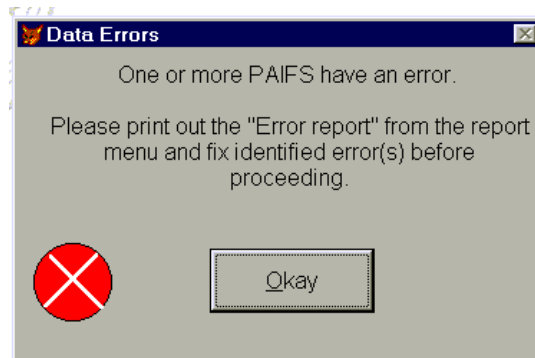 Data Errors
One or more PAIFS have an error.
Please print out the "Error report" from the report
menu and fix identified error(s) before
proceeding.
Okay